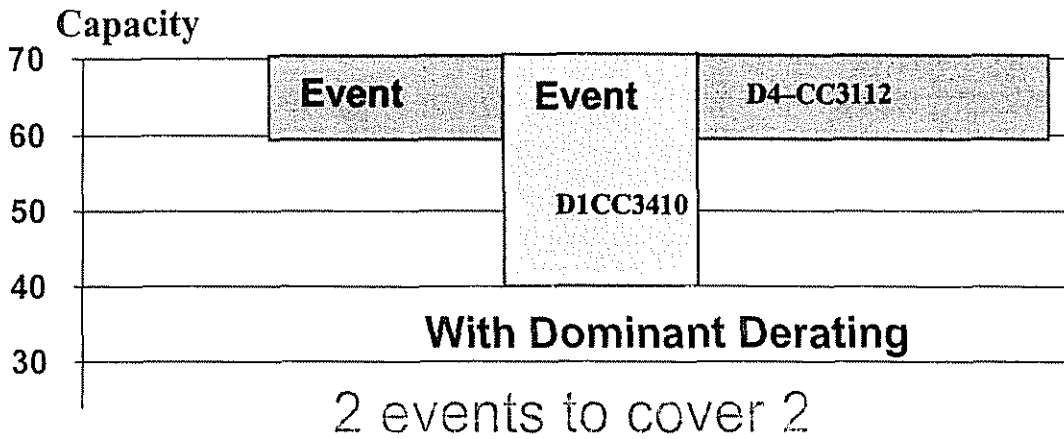 Capacity
70
Event
Event
D4–CC3112
60
50
D1CC3410
40
With Dominant Derating
30
2 events to cover 2